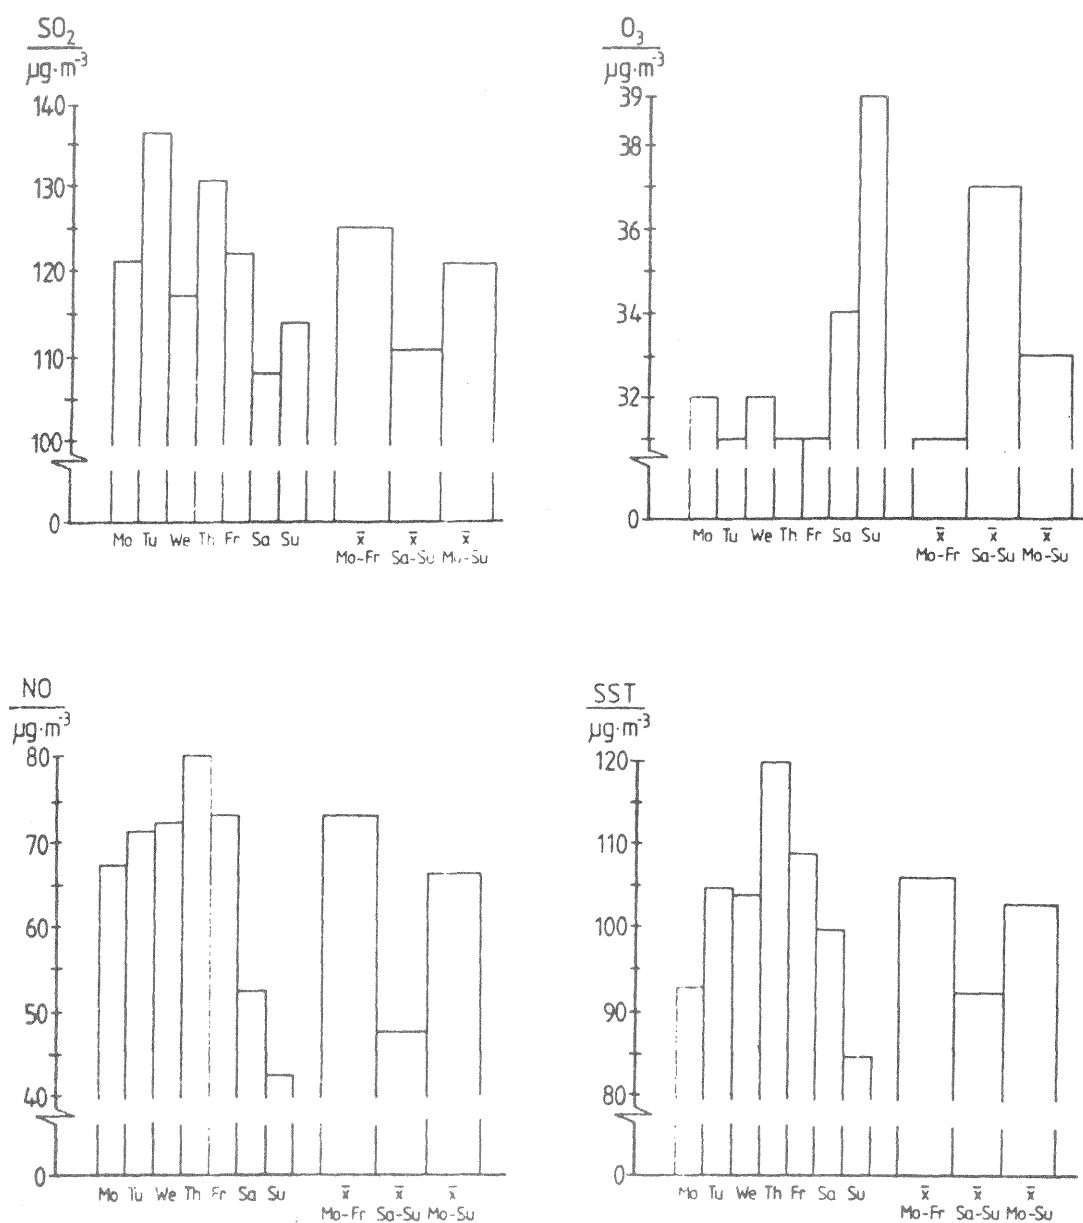 SO2
µg·m-3
140
130
120
110
100
0
Mo Tu We Th Fr Sa Su x̄ x̄ x̄
Mo-Fr Sa-Su Mo-Su
O3
µg·m-3
39
38
36
34
32
0
Mo Tu We Th Fr Sa Su x̄ x̄ x̄
Mo-Fr Sa-Su Mo-Su
NO
µg·m-3
80
70
60
50
40
0
Mo Tu We Th Fr Sa Su x̄ x̄ x̄
Mo-Fr Sa-Su Mo-Su
SST
µg·m-3
120
110
100
90
80
0
Mo Tu We Th Fr Sa Su x̄ x̄ x̄
Mo-Fr Sa-Su Mo-Su